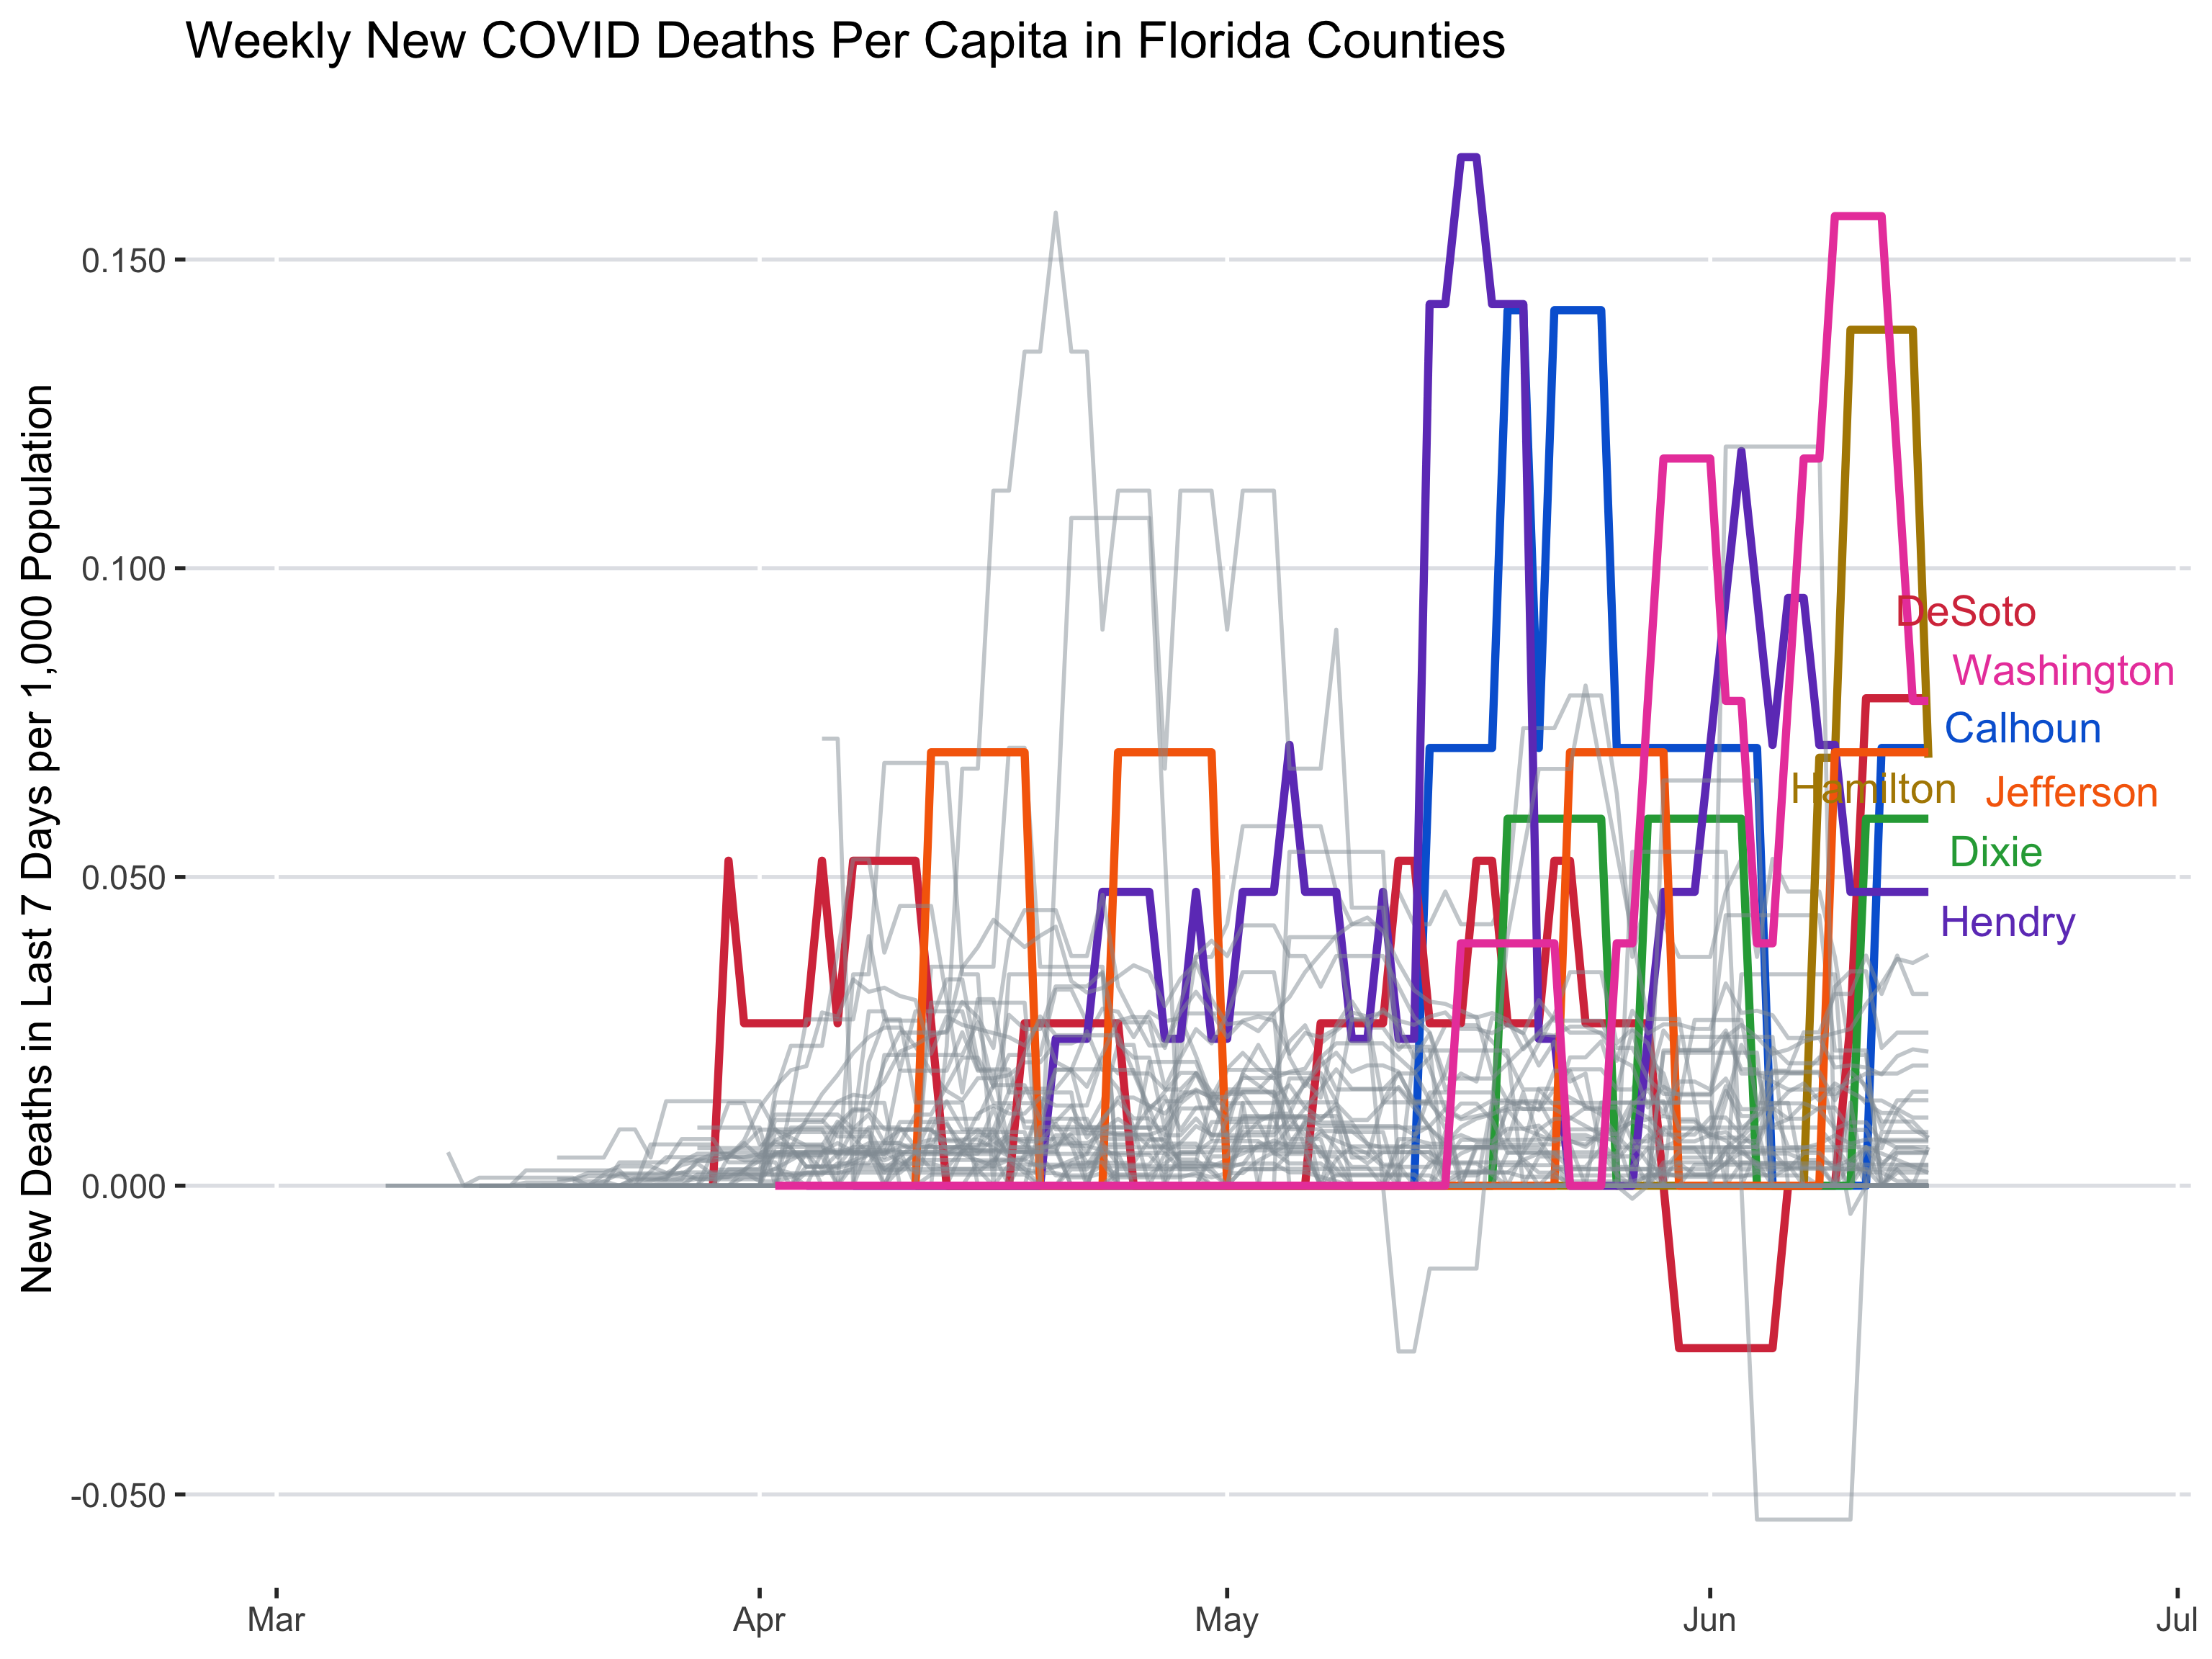 Weekly New COVID Deaths Per Capita in Florida Counties
New Deaths in Last 7 Days per 1,000 Population
0.150
0.100
0.050
0.000
-0.050
DeSoto
Washington
Calhoun
Hamilton
Jefferson
Dixie
Hendry
Mar
Apr
May
Jun
Jul